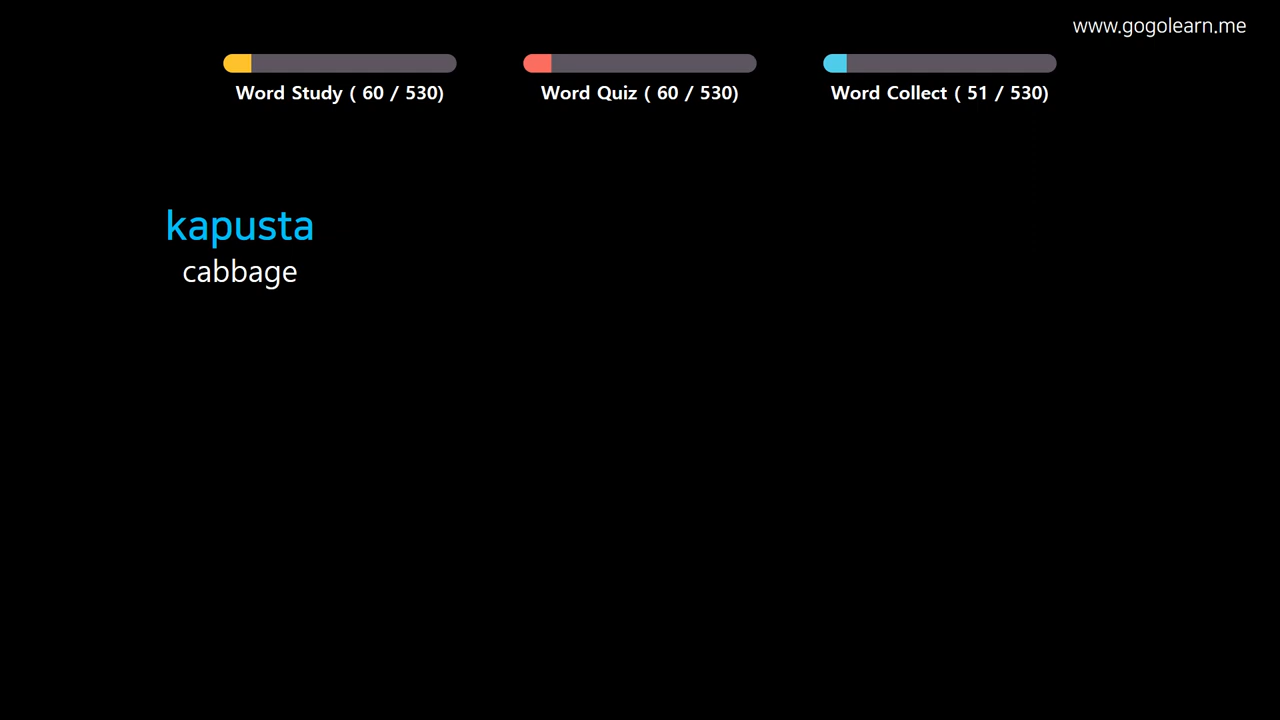 www.gogolearn.me
Word Study ( 60 / 530)
Word Quiz ( 60 / 530)
Word Collect ( 51 / 530)
kapusta
cabbage